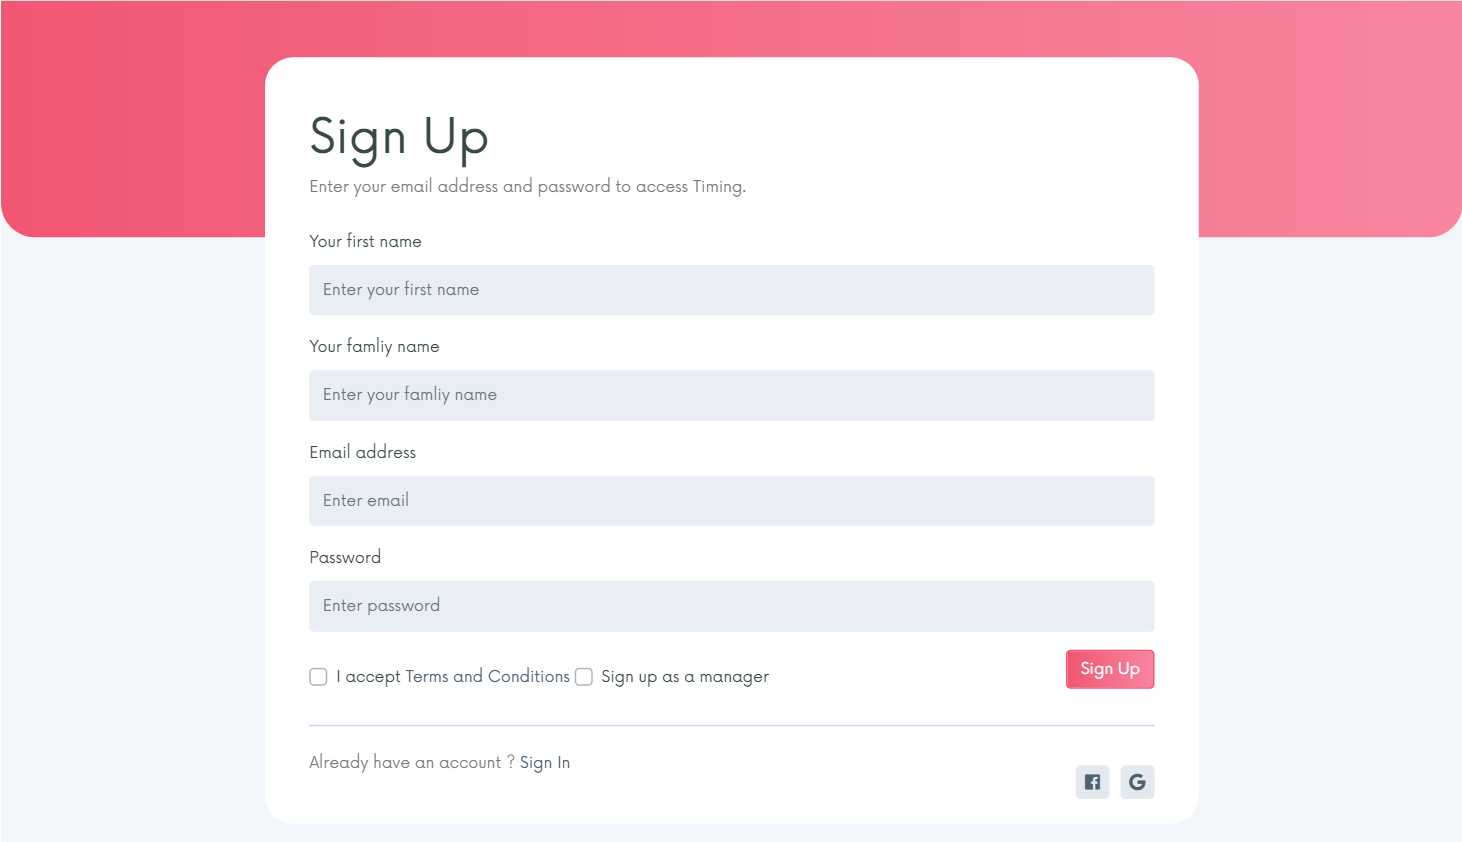 Sign Up
Enter your email address and password to access Timing.
Your first name
Enter your first name
Your famliy name
Enter your famliy name
Email address
Enter email
Password
Enter password
I accept Terms and Conditions Sign up as a manager
Sign Up
Already have an account ? Sign In